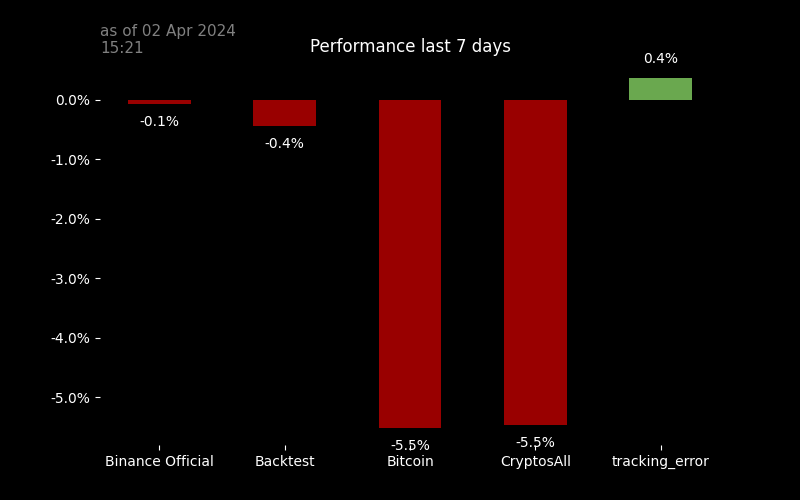 as of 02 Apr 2024
15:21
Performance last 7 days
0.4%
0.0%
-0.1%
-0.4%
-1.0%
-2.0%
-3.0%
-4.0%
-5.0%
-5.5%
-5.5%
Binance Official
Backtest
Bitcoin
CryptosAll
tracking_error